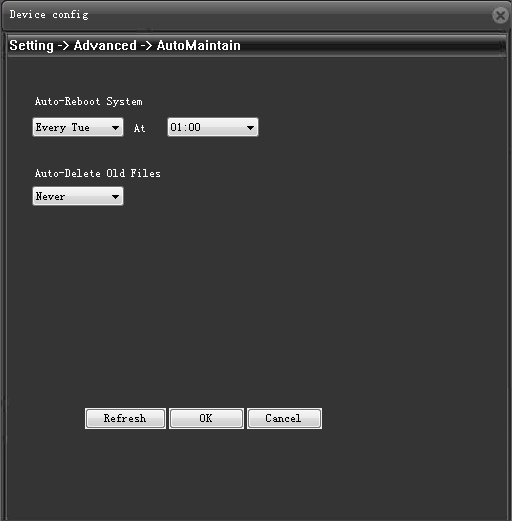 Device config
Setting -> Advanced -> AutoMaintain
Auto-Reboot System
Every Tue At 01:00
Auto-Delete Old Files
Never
Refresh OK Cancel